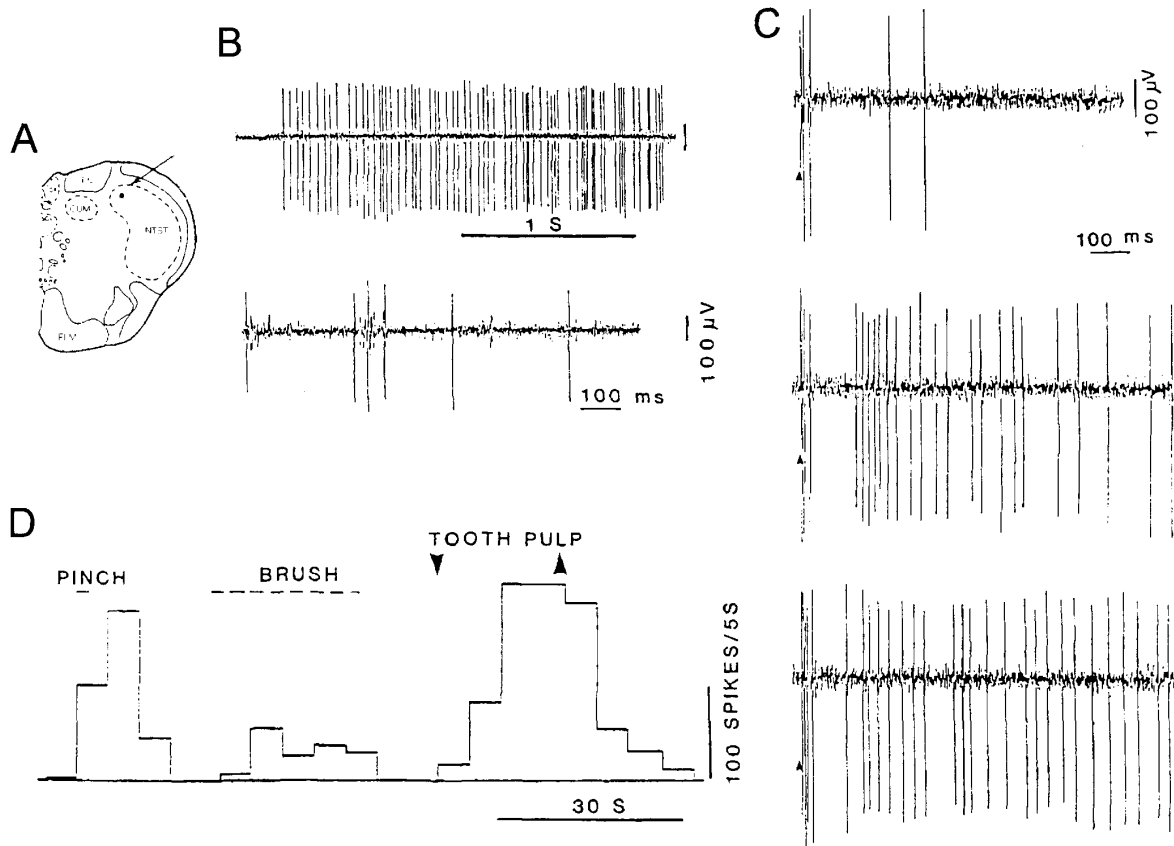 A
CUM
NTST
B
1 S
100 ms
100 μV
C
100 μV
100 ms
D
PINCH
BRUSH
TOOTH PULP
100 SPIKES/5S
30 S